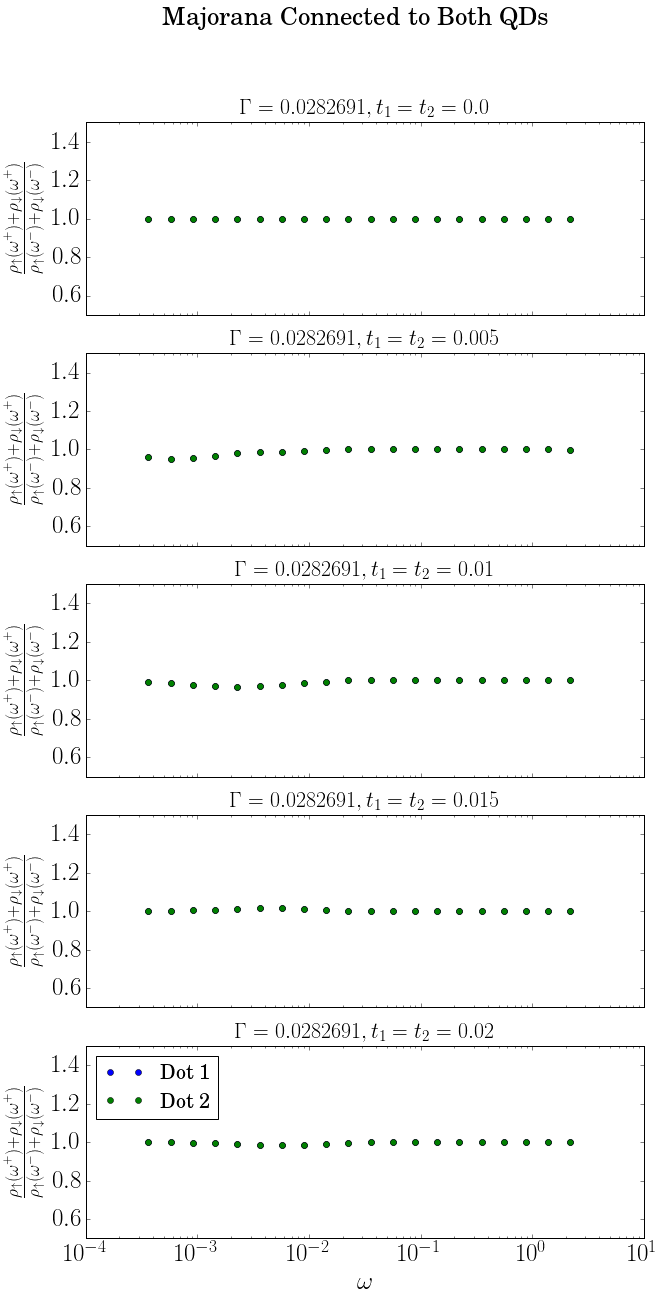 Majorana Connected to Both QDs
Γ = 0.0282691, t₁ = t₂ = 0.0
1.4
1.2
1.0
0.8
0.6
ρ↑(ω⁺)+ρ↓(ω⁺)
ρ↑(ω⁻)+ρ↓(ω⁻)
Γ = 0.0282691, t₁ = t₂ = 0.005
1.4
1.2
1.0
0.8
0.6
ρ↑(ω⁺)+ρ↓(ω⁺)
ρ↑(ω⁻)+ρ↓(ω⁻)
Γ = 0.0282691, t₁ = t₂ = 0.01
1.4
1.2
1.0
0.8
0.6
ρ↑(ω⁺)+ρ↓(ω⁺)
ρ↑(ω⁻)+ρ↓(ω⁻)
Γ = 0.0282691, t₁ = t₂ = 0.015
1.4
1.2
1.0
0.8
0.6
ρ↑(ω⁺)+ρ↓(ω⁺)
ρ↑(ω⁻)+ρ↓(ω⁻)
Γ = 0.0282691, t₁ = t₂ = 0.02
1.4
1.2
1.0
0.8
0.6
ρ↑(ω⁺)+ρ↓(ω⁺)
ρ↑(ω⁻)+ρ↓(ω⁻)
Dot 1
Dot 2
10⁻⁴ 10⁻³ 10⁻² 10⁻¹ 10⁰ 10¹
ω